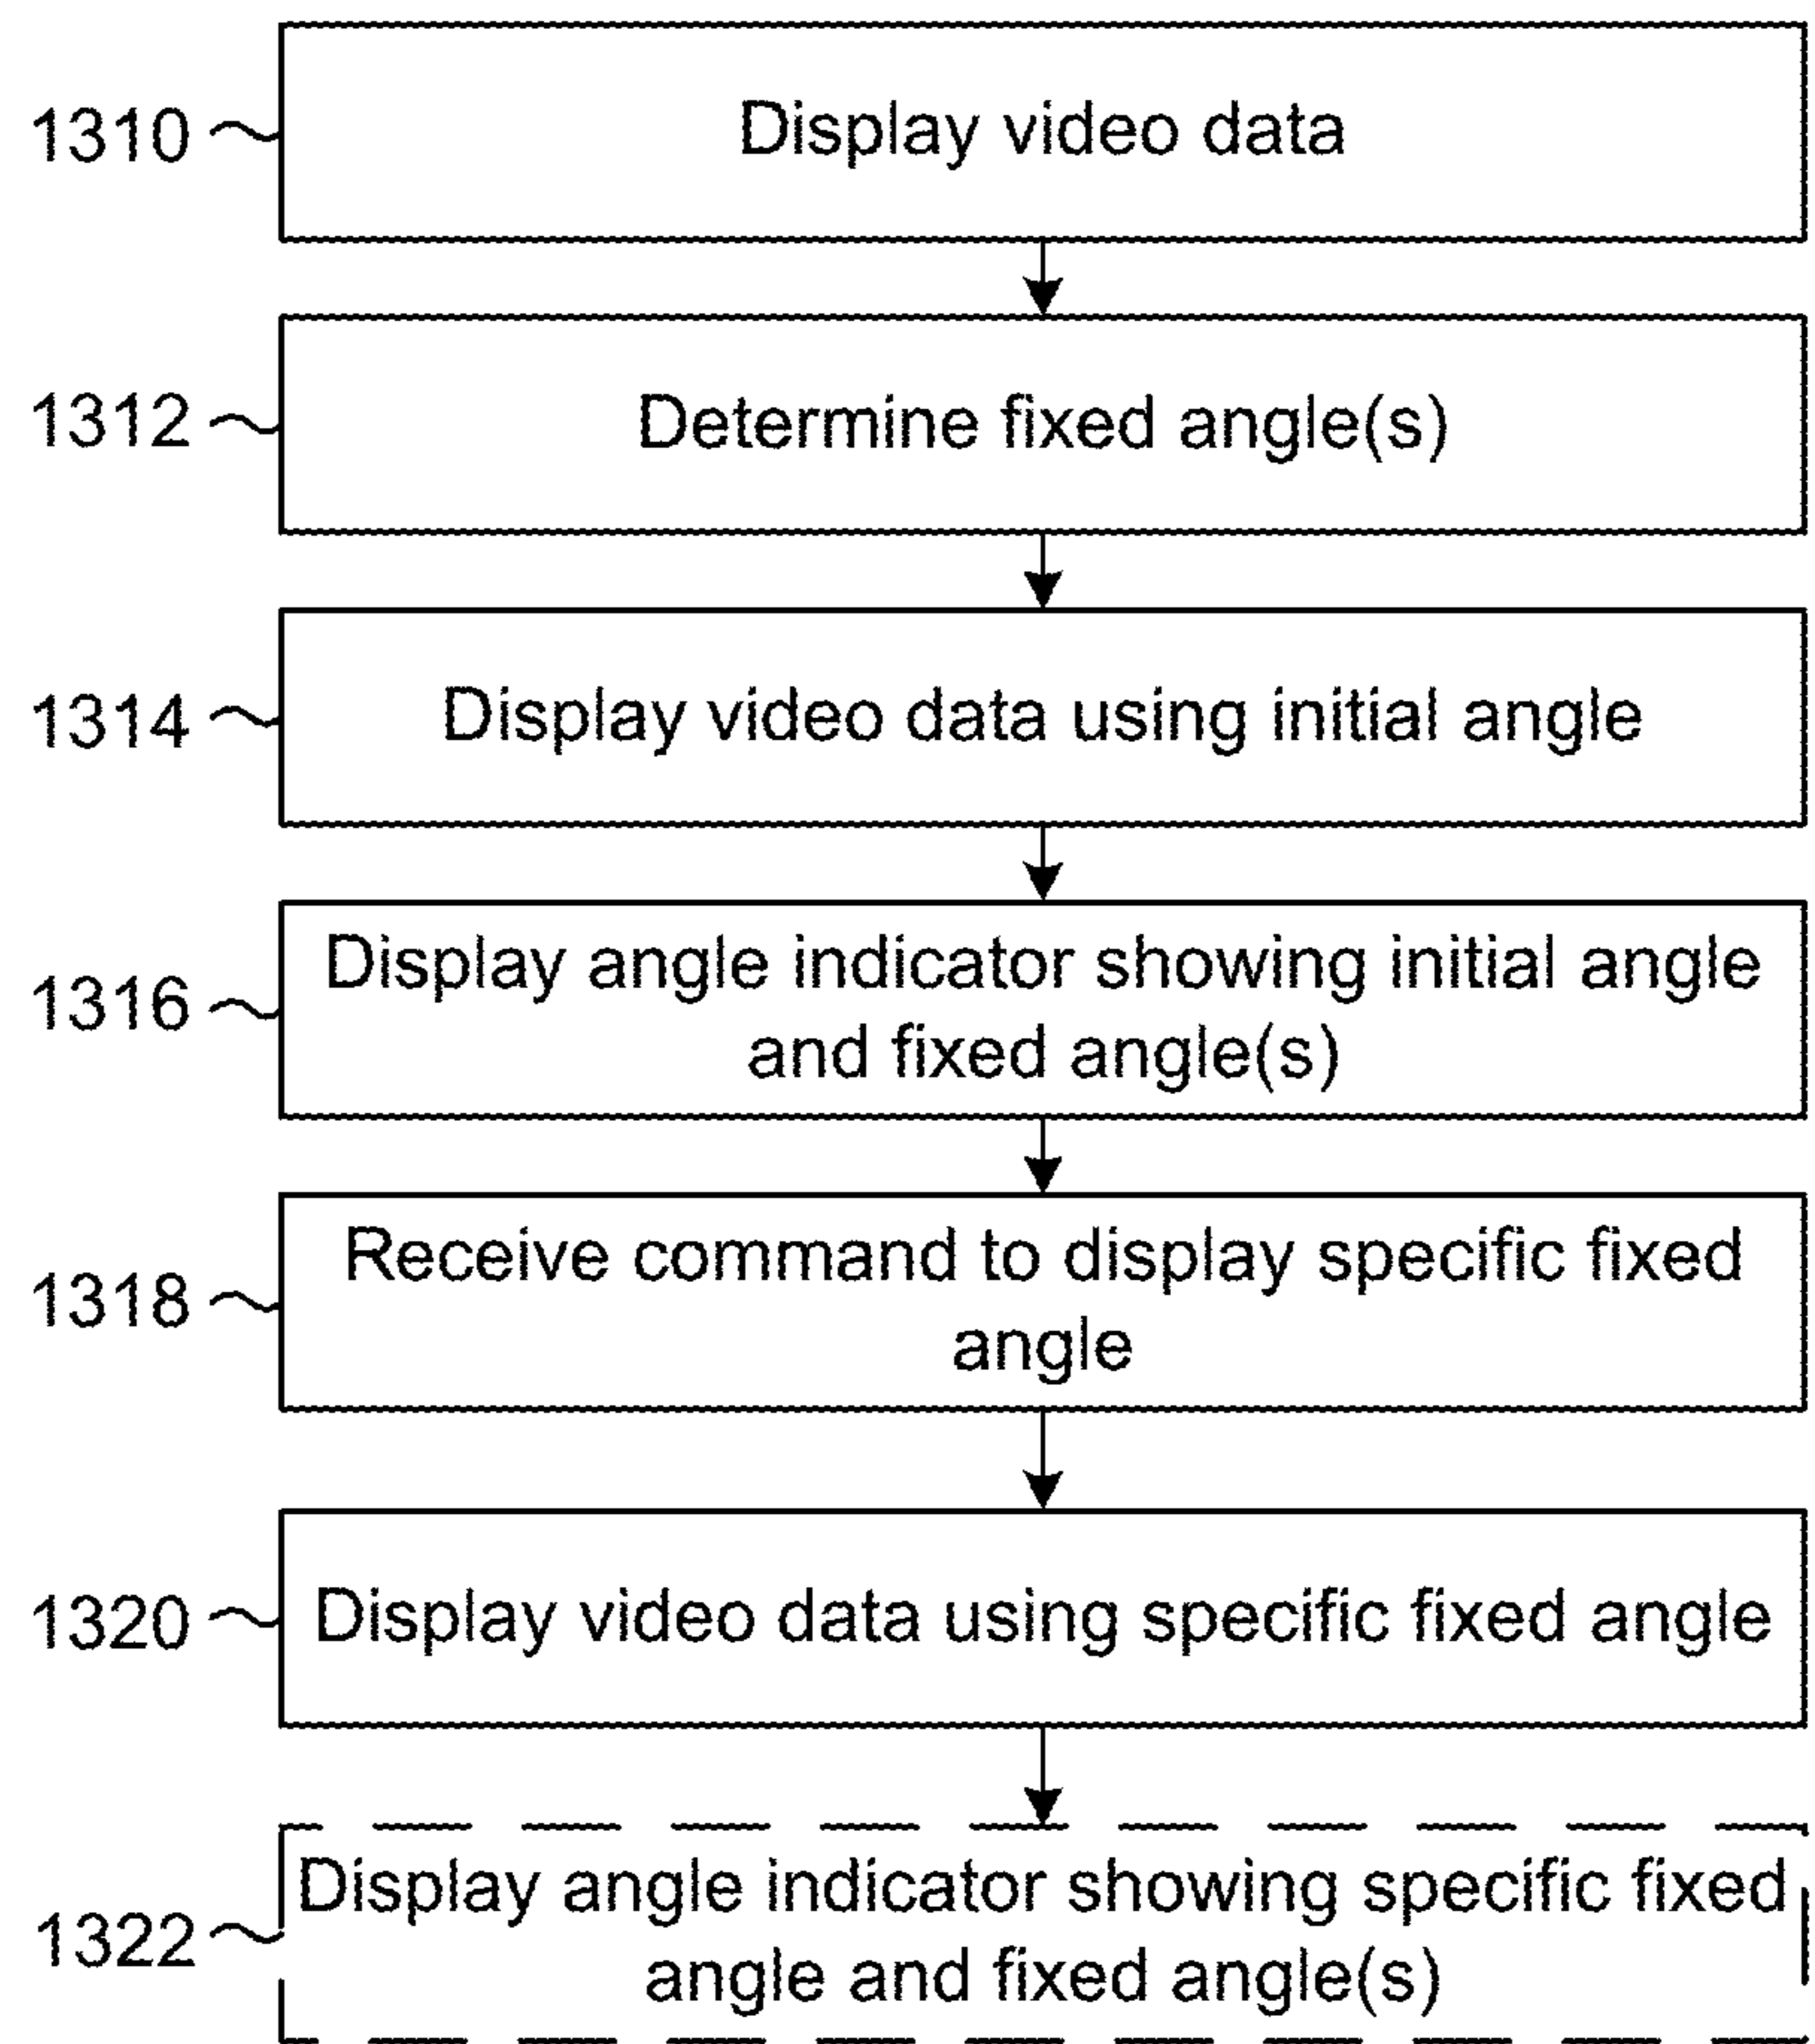 1310
Display video data
1312
Determine fixed angle(s)
1314
Display video data using initial angle
1316
Display angle indicator showing initial angle
and fixed angle(s)
1318
Receive command to display specific fixed
angle
1320
Display video data using specific fixed angle
1322
Display angle indicator showing specific fixed
angle and fixed angle(s)